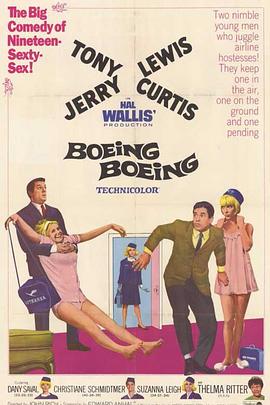 The Big
Comedy of
Nineteen-
Sixty-
Sex!
Two nimble
young men
who juggle
airline
hostesses!
They keep
one in
the air,
one on the
ground and
one pending
TONY LEWIS
JERRY CURTIS
IN
HAL
WALLIS'
PRODUCTION
BOEING
BOEING
TECHNICOLOR
DANY SAVAL
CHRISTIANE SCHMIDTMER
SUZANNA LEIGH
THELMA RITTER